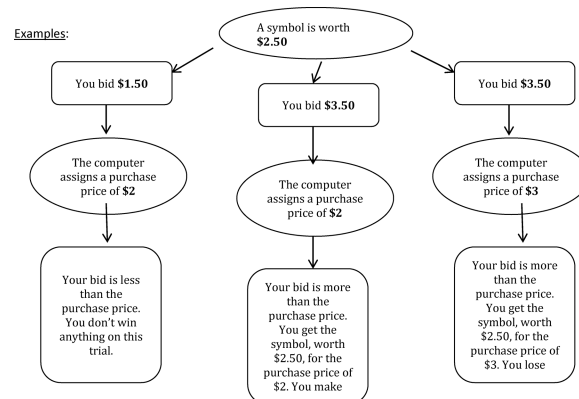 Examples:
A symbol is worth
$2.50
You bid $1.50
You bid $3.50
You bid $3.50
The computer
assigns a purchase
price of $2
The computer
assigns a purchase
price of $2
The computer
assigns a purchase
price of $3
Your bid is less
than the
purchase price.
You don’t win
anything on this
trial.
Your bid is more
than the
purchase price.
You get the
symbol, worth
$2.50, for the
purchase price of
$2. You make
Your bid is more
than the
purchase price.
You get the
symbol, worth
$2.50, for the
purchase price of
$3. You lose